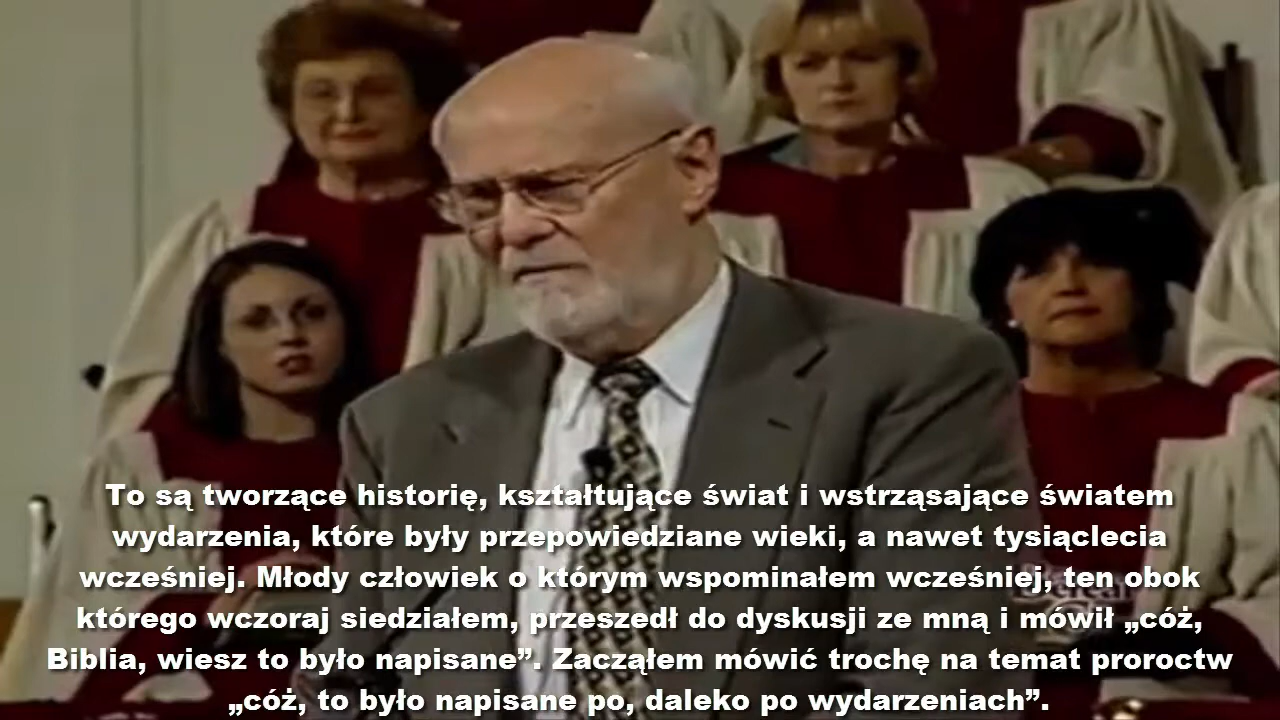 To są tworzące historię, kształtujące świat i wstrząsające światem
wydarzenia, które były przepowiedziane wieki, a nawet tysiąclecia
wcześniej. Młody człowiek o którym wspominałem wcześniej, ten obok
którego wczoraj siedziałem, przeszedł do dyskusji ze mną i mówił „cóż,
Biblia, wiesz to było napisane”. Zacząłem mówić trochę na temat proroctw
„cóż, to było napisane po, daleko po wydarzeniach”.